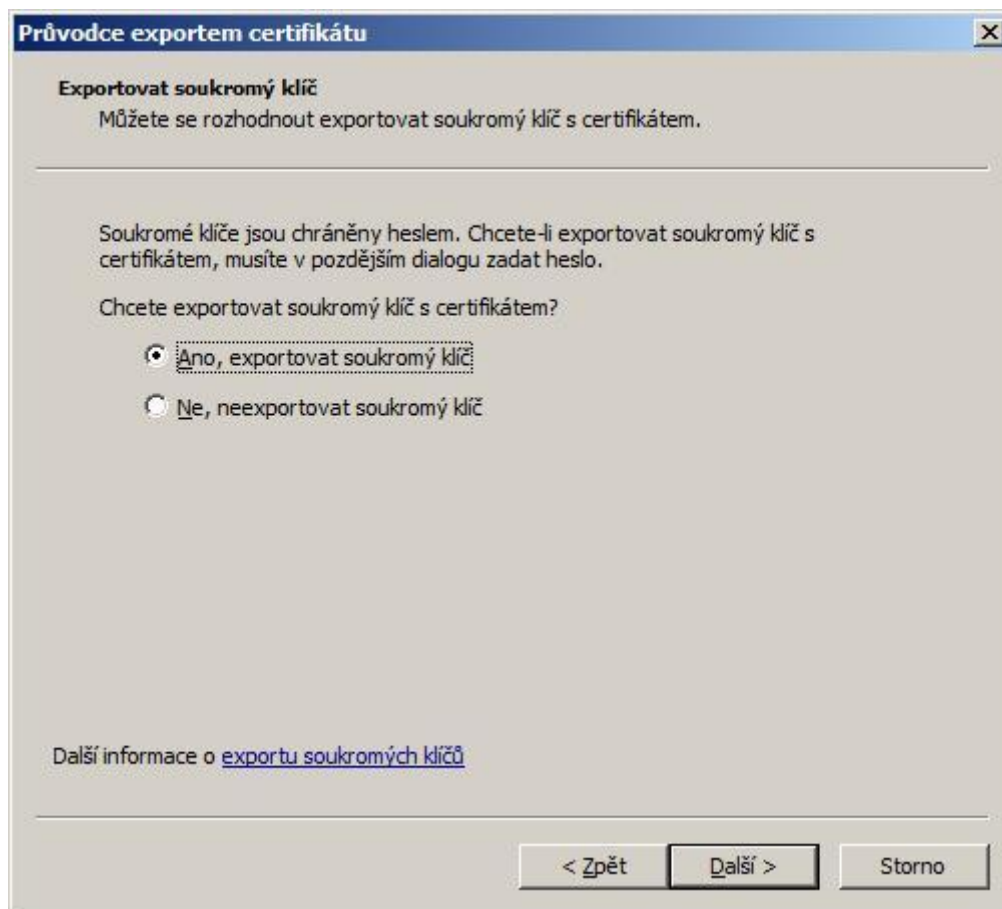 Průvodce exportem certifikátu
Exportovat soukromý klíč
Můžete se rozhodnout exportovat soukromý klíč s certifikátem.
Soukromé klíče jsou chráněny heslem. Chcete-li exportovat soukromý klíč s
certifikátem, musíte v pozdějším dialogu zadat heslo.
Chcete exportovat soukromý klíč s certifikátem?
Ano, exportovat soukromý klíč
Ne, neexportovat soukromý klíč
Další informace o exportu soukromých klíčů
< Zpět Další > Storno